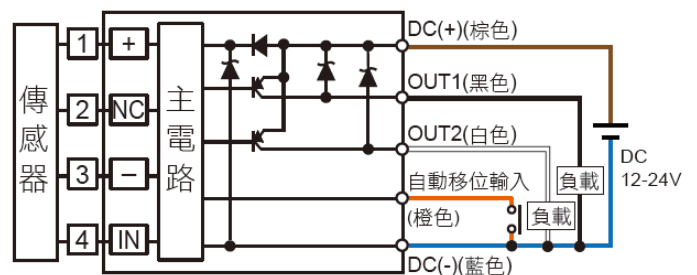 傳感器
1
2
3
4
+
NC
−
IN
主電路
DC(+)(棕色)
OUT1(黑色)
OUT2(白色)
自動移位輸入
(橙色)
DC(-)(藍色)
負載
負載
DC
12-24V